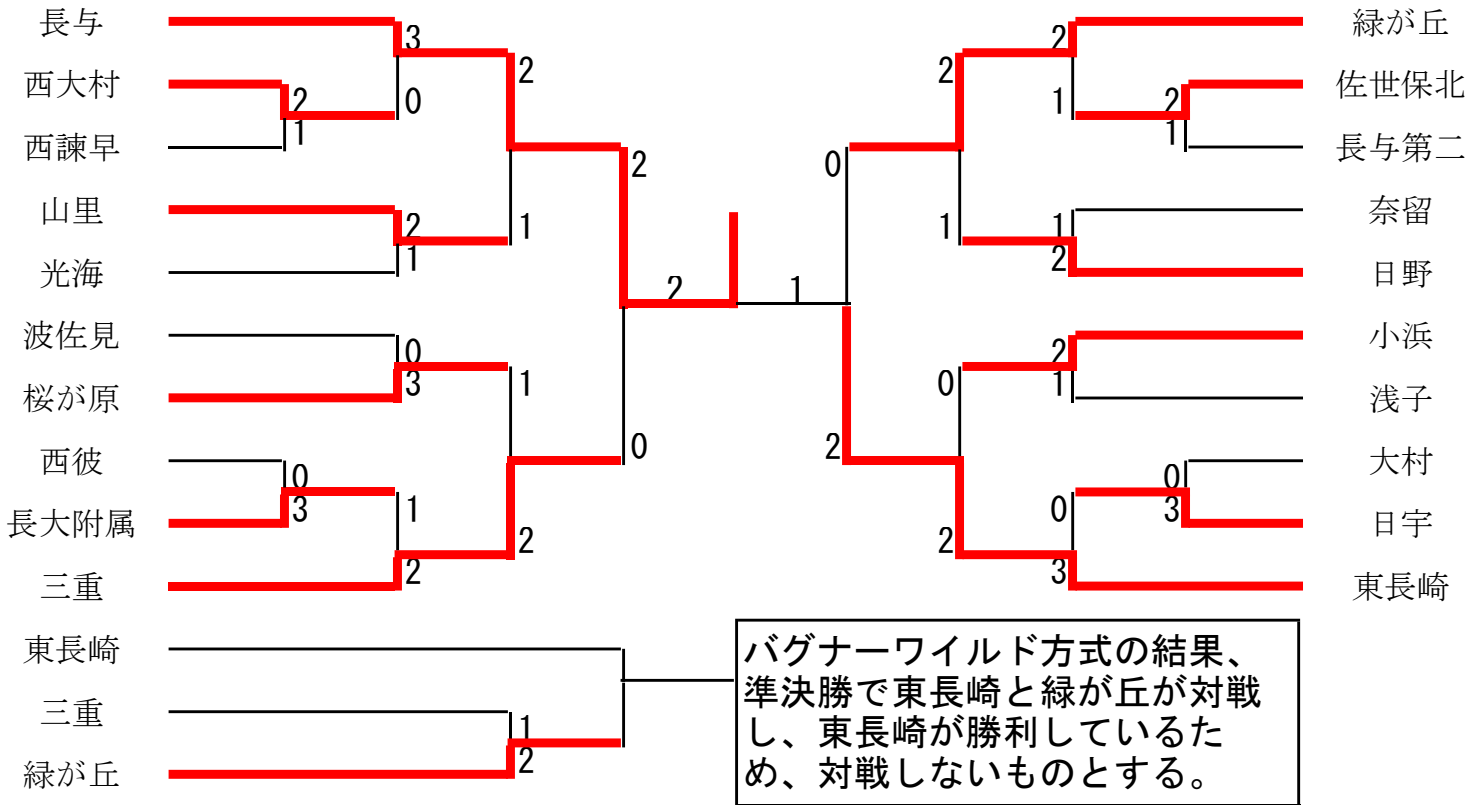 長与
3
2
西大村
2
0
1
西諫早
2
山里
2
1
1
光海
波佐見
0
3
1
桜が原
西彼
0
0
3
1
長大附属
2
2
三重
2
1
緑が丘
2
2
佐世保北
2
1
1
長与第二
0
奈留
1
1
2
日野
小浜
2
1
0
浅子
2
大村
0
0
3
日宇
2
3
東長崎
東長崎
三重
1
2
緑が丘
バグナーワイルド方式の結果、
準決勝で東長崎と緑が丘が対戦
し、東長崎が勝利しているた
め、対戦しないものとする。